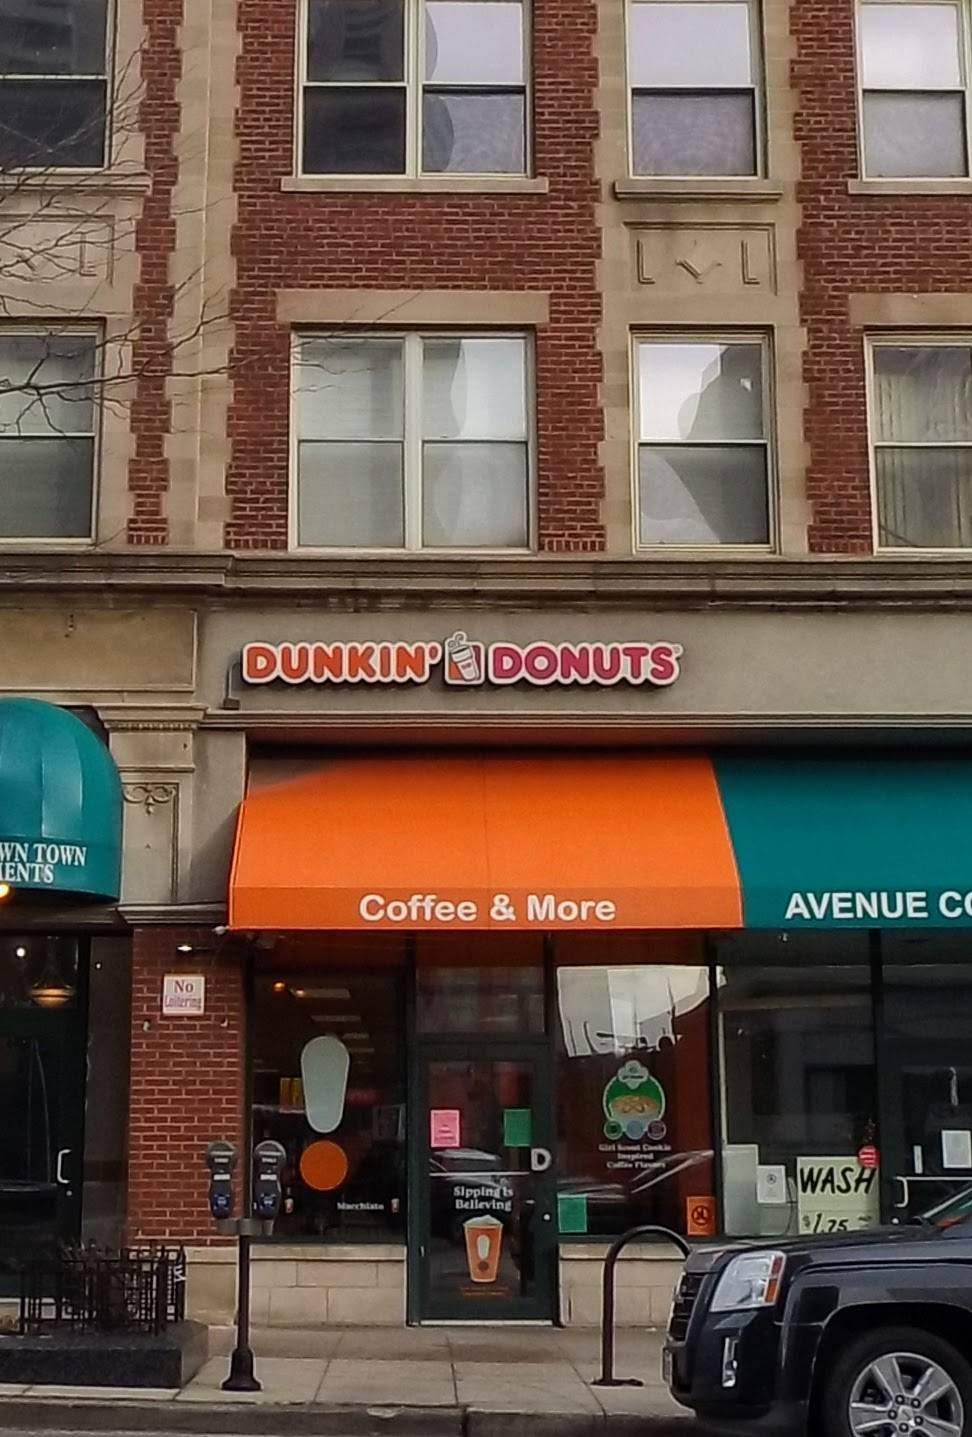 DUNKIN' DONUTS
WN TOWN
ENTS
Coffee & More
AVENUE CO
No
Loitering
Girl Scout Cookie
Inspired
Coffee Flavors
Macchiato
D
Sipping is
Believing
WASH
$1.75